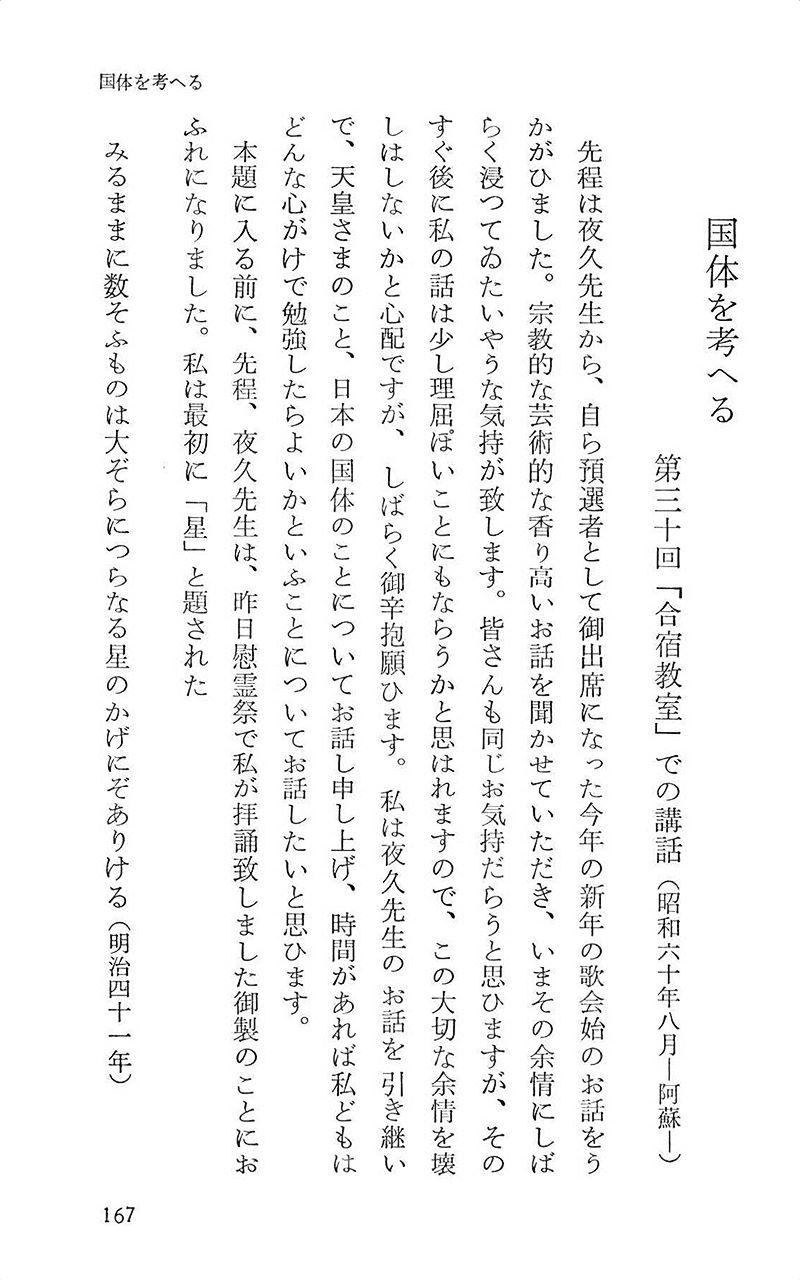 国体を考へる
国体を考へる
第三十回「合宿教室」での講話（昭和六十年八月―阿蘇―）
先程は夜久先生から、自ら預選者として御出席になった今年の新年の歌会始のお話をう
かがひました。宗教的な芸術的な香り高いお話を聞かせていただき、いまその余情にしば
らく浸つてゐたいやうな気持が致します。皆さんも同じお気持だらうと思ひますが、その
すぐ後に私の話は少し理屈ぽいことにもならうかと思はれますので、この大切な余情を壊
しはしないかと心配ですが、しばらく御辛抱願ひます。私は夜久先生のお話を引き継い
で、天皇さまのこと、日本の国体のことについてお話し申し上げ、時間があれば私どもは
どんな心がけで勉強したらよいかといふことについてお話したいと思ひます。
本題に入る前に、先程、夜久先生は、昨日慰霊祭で私が拝誦致しました御製のことにお
ふれになりました。私は最初に「星」と題された
みるままに数そふものは大ぞらにつらなる星のかげにぞありける（明治四十一年）
167